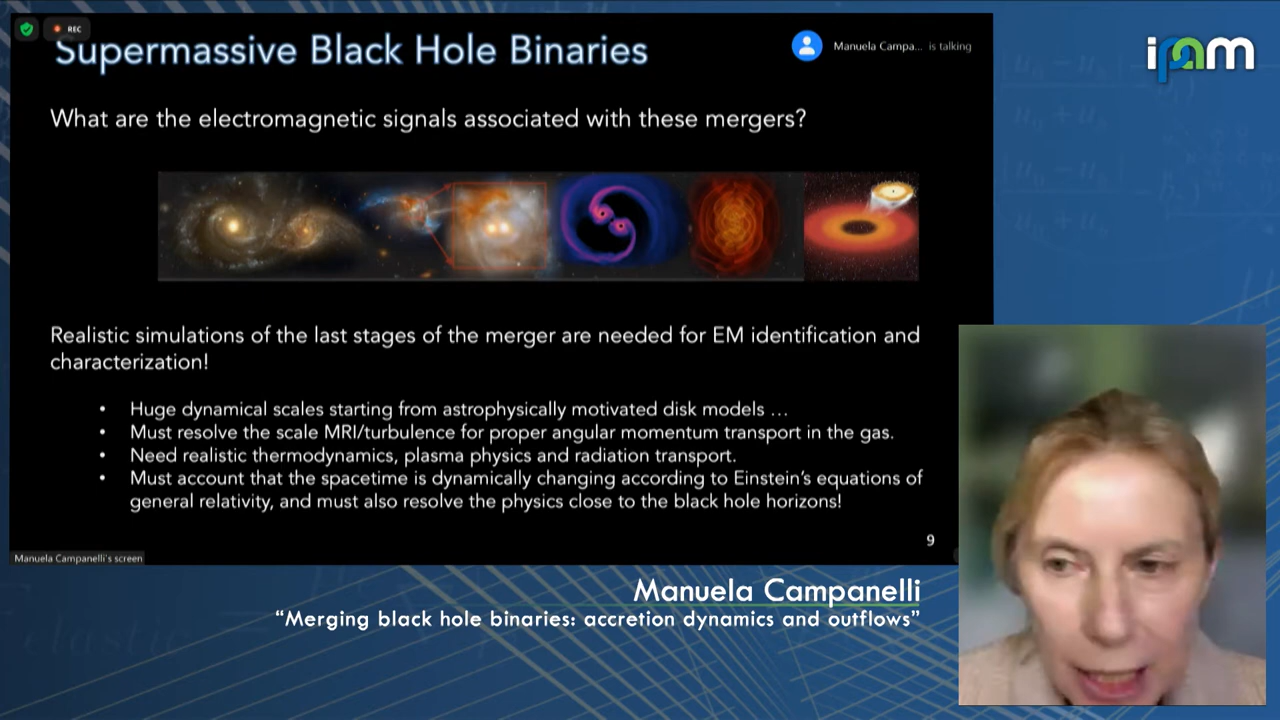 REC
Supermassive Black Hole Binaries
Manuela Campa... is talking
ipam
What are the electromagnetic signals associated with these mergers?
Realistic simulations of the last stages of the merger are needed for EM identification and
characterization!
• Huge dynamical scales starting from astrophysically motivated disk models …
• Must resolve the scale MRI/turbulence for proper angular momentum transport in the gas.
• Need realistic thermodynamics, plasma physics and radiation transport.
• Must account that the spacetime is dynamically changing according to Einstein's equations of
general relativity, and must also resolve the physics close to the black hole horizons!
9
Manuela Campanelli's screen
Manuela Campanelli
“Merging black hole binaries: accretion dynamics and outflows”
elastic